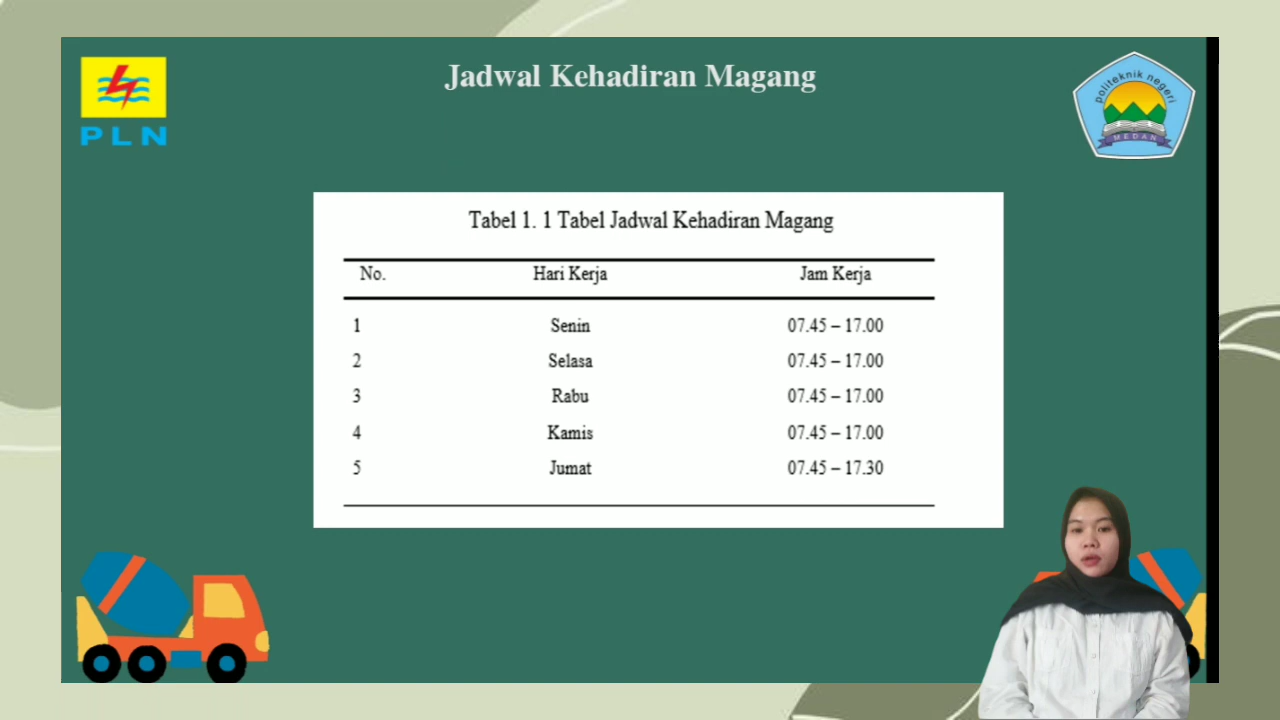 Jadwal Kehadiran Magang
PLN
politeknik negeri
MEDAN
Tabel 1. 1 Tabel Jadwal Kehadiran Magang
No. Hari Kerja Jam Kerja
1 Senin 07.45 – 17.00
2 Selasa 07.45 – 17.00
3 Rabu 07.45 – 17.00
4 Kamis 07.45 – 17.00
5 Jumat 07.45 – 17.30